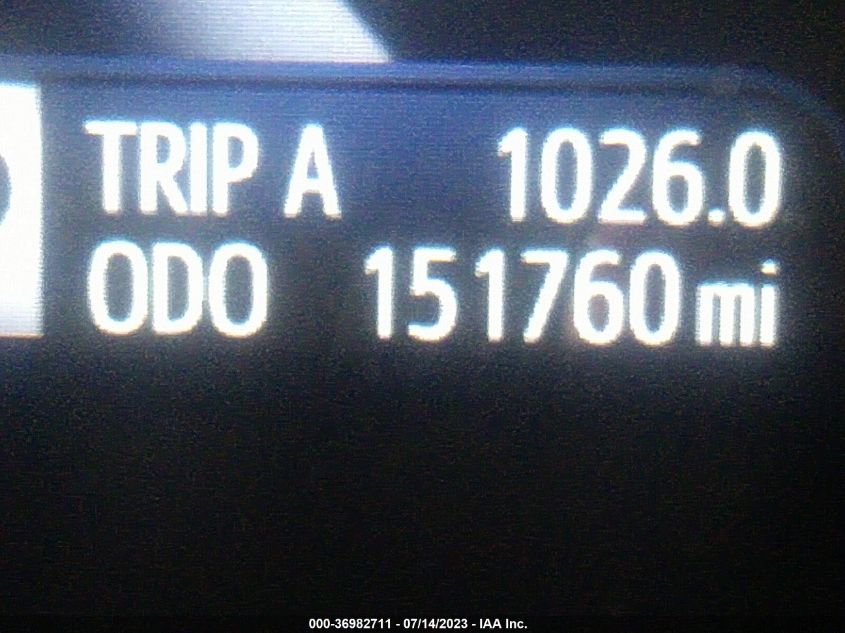 TRIP A 1026.0
ODO 151760 mi
000-36982711 - 07/14/2023 - IAA Inc.